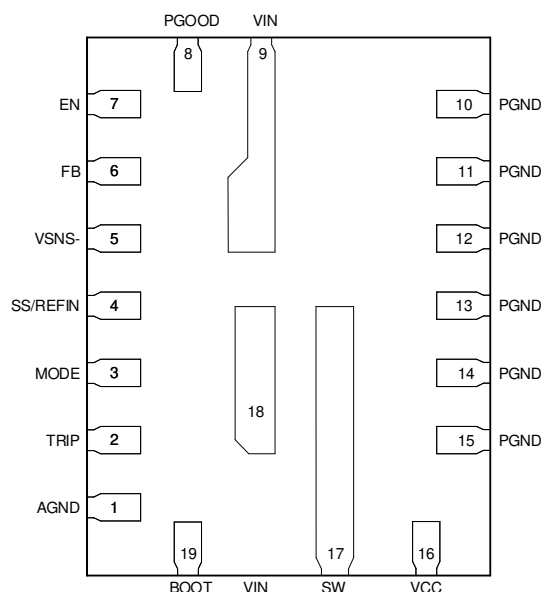 PGOOD VIN
8 9
EN 7 10 PGND
FB 6 11 PGND
VSNS- 5 12 PGND
SS/REFIN 4 13 PGND
MODE 3 14 PGND
18
TRIP 2 15 PGND
AGND 1
19 17 16
BOOT VIN SW VCC